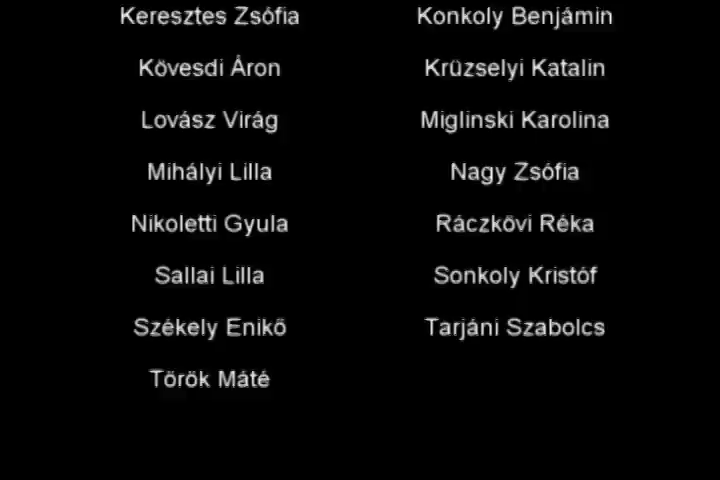 Keresztes Zsófia
Konkoly Benjámin
Kövesdi Áron
Krüzselyi Katalin
Lovász Virág
Miglinski Karolina
Mihályi Lilla
Nagy Zsófia
Nikoletti Gyula
Ráczkövi Réka
Sallai Lilla
Sonkoly Kristóf
Székely Enikő
Tarjáni Szabolcs
Török Máté